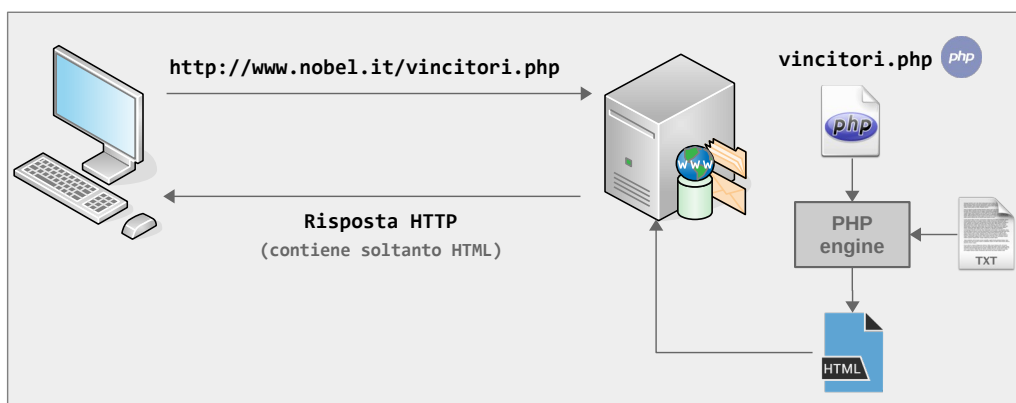 http://www.nobel.it/vincitori.php
vincitori.php
php
php
WWW
Risposta HTTP
(contiene soltanto HTML)
PHP
engine
TXT
HTML